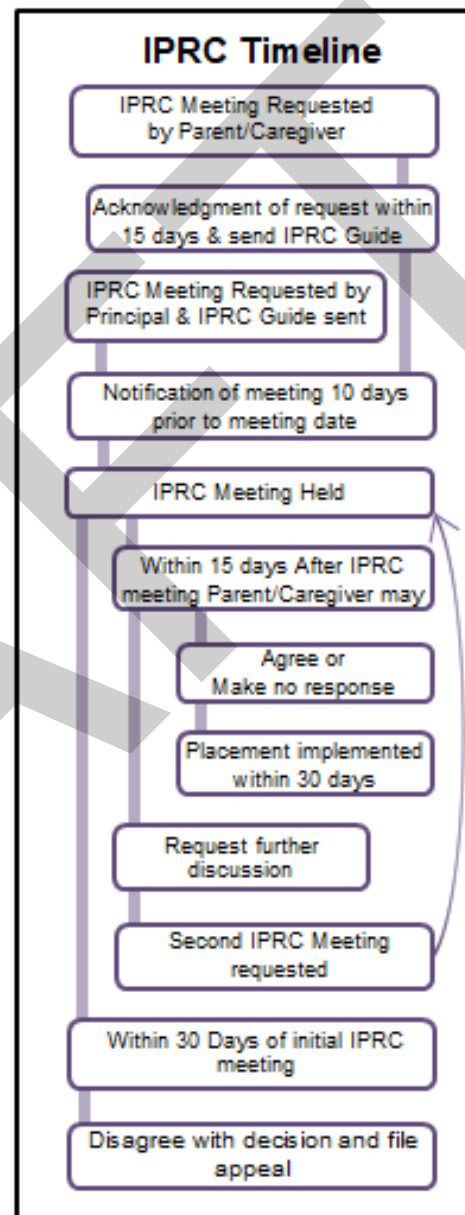 IPRC Timeline
IPRC Meeting Requested
by Parent/Caregiver
Acknowledgment of request within
15 days & send IPRC Guide
IPRC Meeting Requested by
Principal & IPRC Guide sent
Notification of meeting 10 days
prior to meeting date
IPRC Meeting Held
Within 15 days After IPRC
meeting Parent/Caregiver may
Agree or
Make no response
Placement implemented
within 30 days
Request further
discussion
Second IPRC Meeting
requested
Within 30 Days of initial IPRC
meeting
Disagree with decision and file
appeal